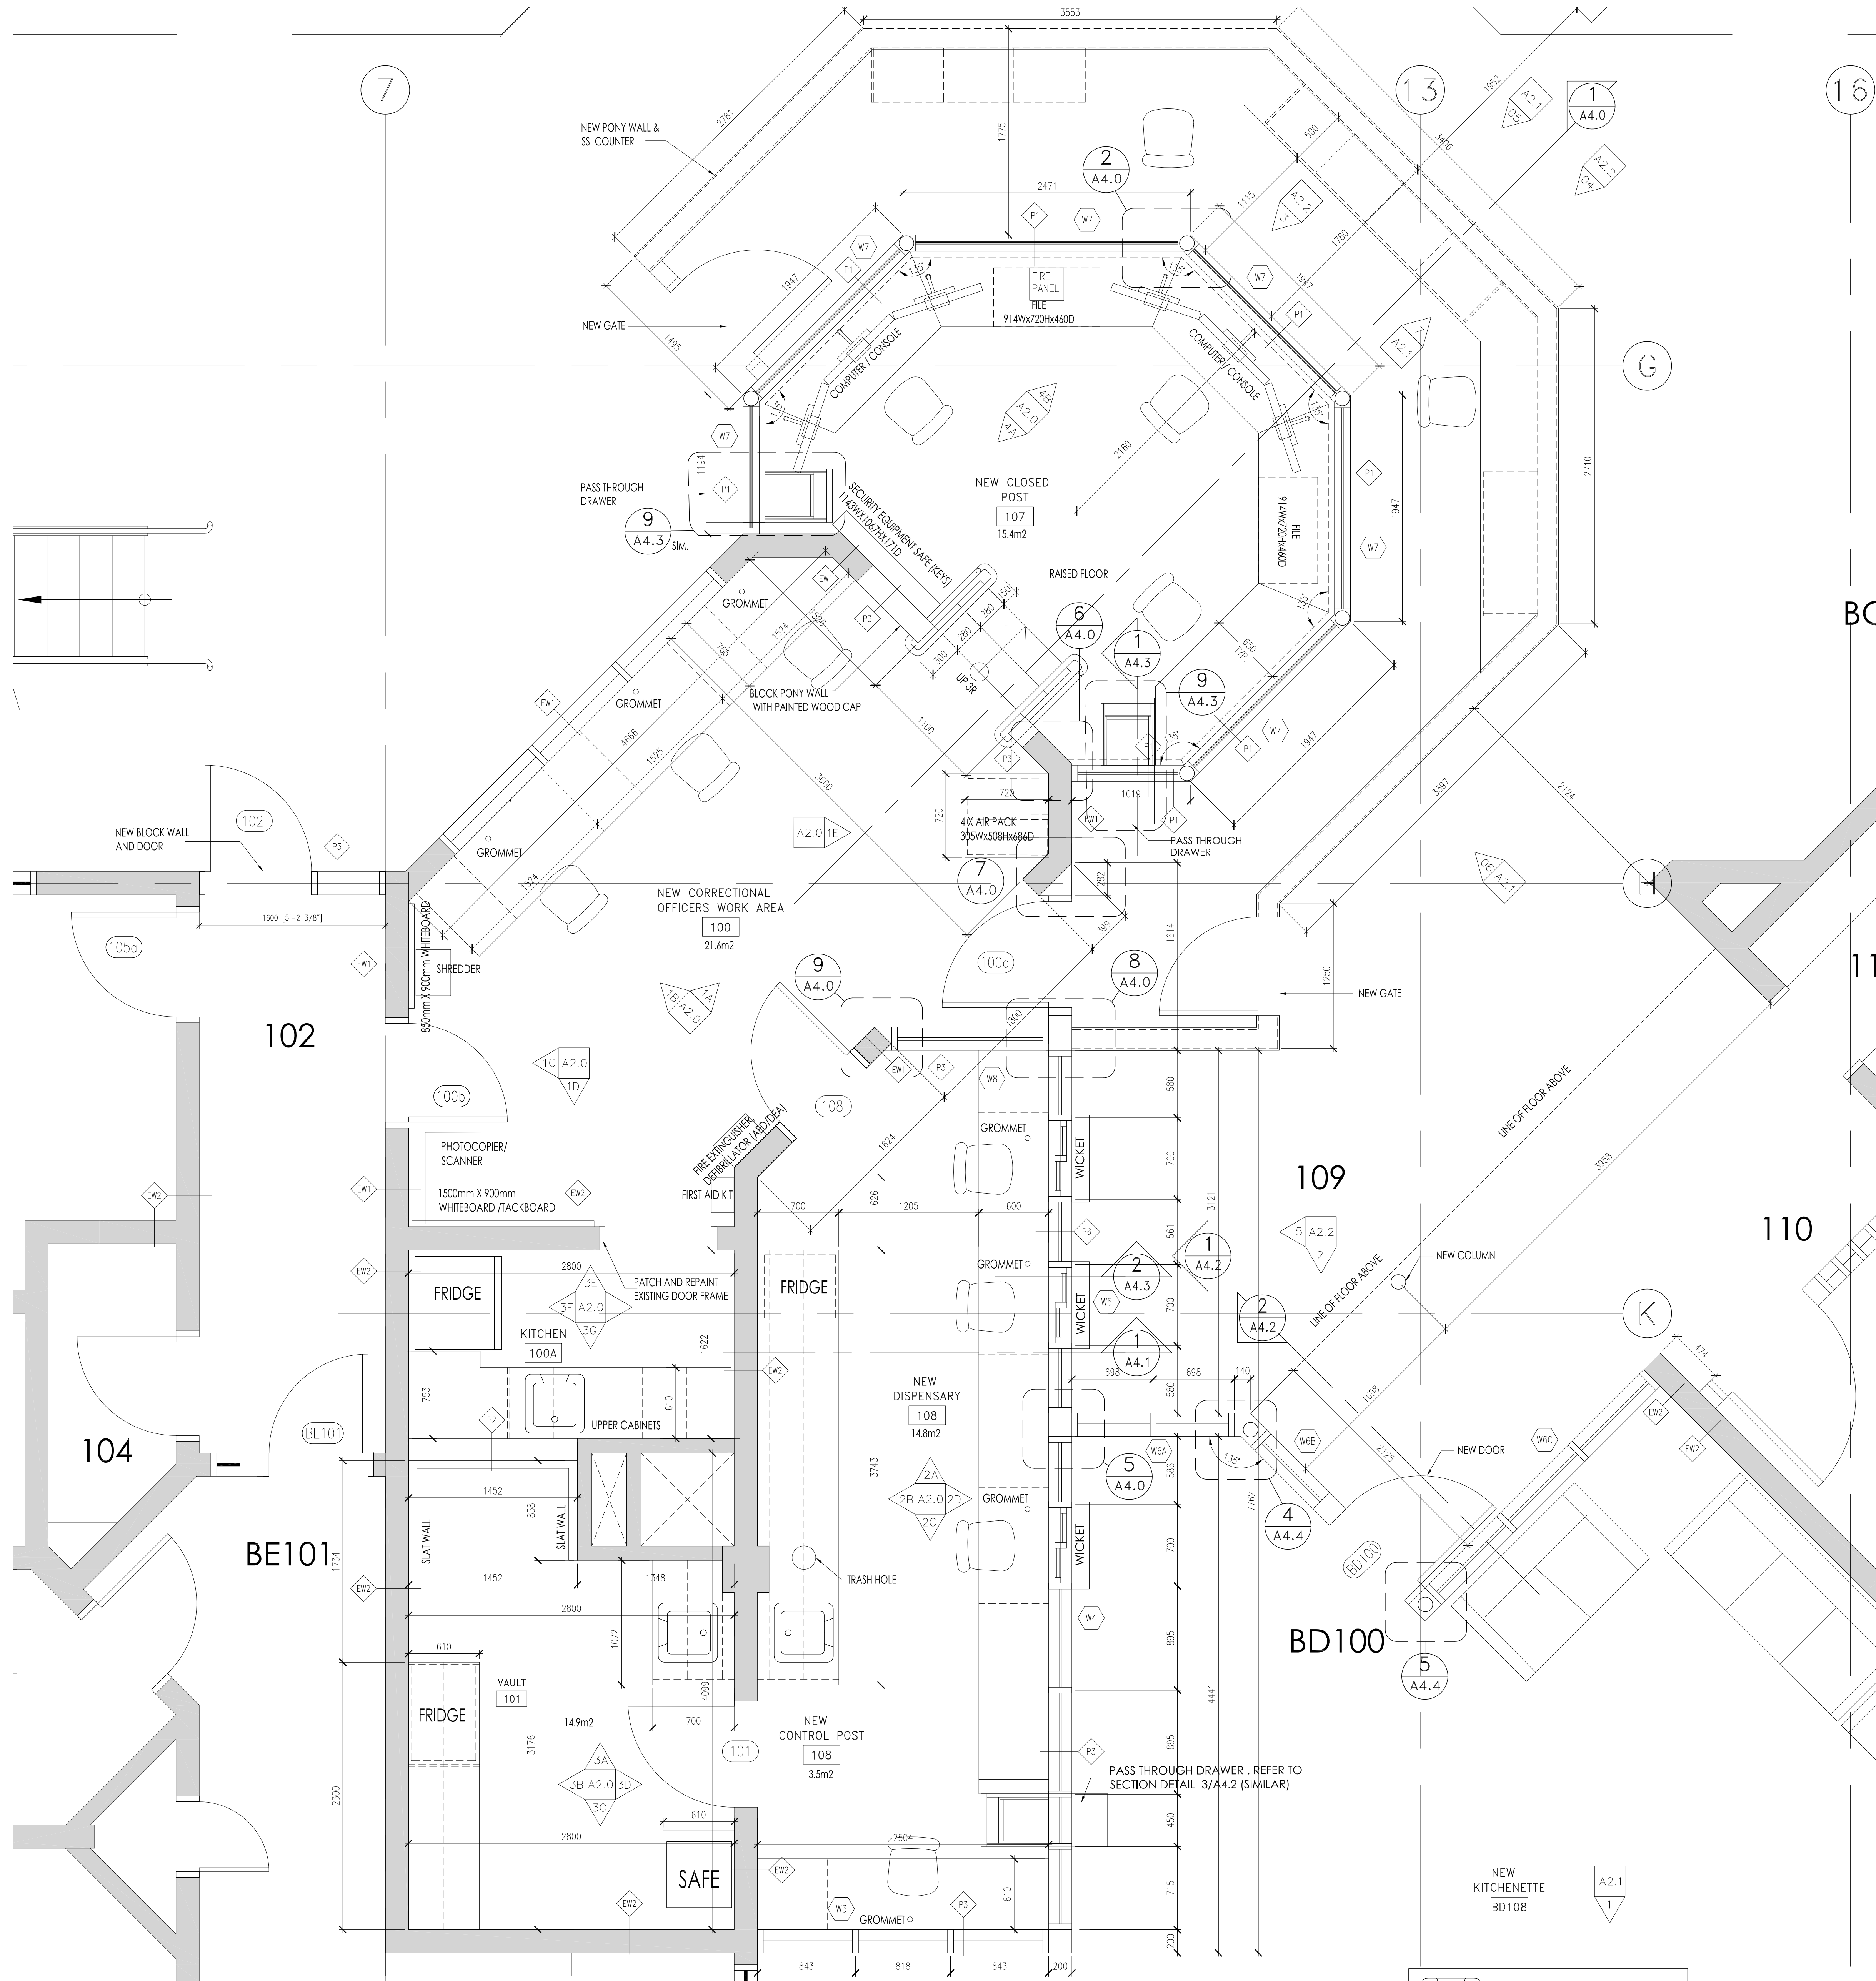 3553
7
13
16
1952
A2.1
05
1
A4.0
2781
NEW PONY WALL &
SS COUNTER
1775
500
3406
A2.2
04
2
A4.0
2471
1115
A2.2
3
1780
P1
W7
W7
W7
1947
P1
135°
135°
FIRE
PANEL
FILE
914Wx720Hx460D
1947
P1
NEW GATE
1495
COMPUTER / CONSOLE
COMPUTER / CONSOLE
7
A2.1
G
135°
135°
4B
A2.0
4A
W7
1194
2160
2710
1947
PASS THROUGH
DRAWER
P1
P1
NEW CLOSED
POST
107
15.4m2
FILE
914Wx720Hx460D
9
A4.3
SIM.
SECURITY EQUIPMENT SAFE (KEYS)
1143WX1067HX171D
W7
EW1
RAISED FLOOR
GROMMET
P3
150
280
280
300
135°
BC
1526
1524
765
6
A4.0
1
A4.3
650
TYP.
UP 3R
9
A4.3
BLOCK PONY WALL
WITH PAINTED WOOD CAP
GROMMET
EW1
W7
4666
1525
1100
P1
135°
P1
1947
P3
3600
3397
2124
720
720
1019
NEW BLOCK WALL
AND DOOR
102
P3
GROMMET
A2.0
1E
4 X AIR PACK
305Wx508Hx686D
EW1
P1
PASS THROUGH
DRAWER
7
A4.0
282
06
A2.1
H
1524
NEW CORRECTIONAL
OFFICERS WORK AREA
100
21.6m2
1600 [5'-2 3/8"]
399
1614
105a
850mm X 900mm WHITEBOARD
EW1
SHREDDER
9
A4.0
100a
8
A4.0
1250
11
NEW GATE
1B
A2.0
1A
1800
102
1C
A2.0
1D
EW1
P3
W8
580
LINE OF FLOOR ABOVE
100b
108
FIRE EXTINGUISHER
DEFIBRILLATOR (AED/DEA)
1624
GROMMET
WICKET
PHOTOCOPIER/
SCANNER
700
3958
109
EW2
EW1
1500mm X 900mm
WHITEBOARD /TACKBOARD
EW2
FIRST AID KIT
626
3121
700
1205
600
P6
561
5
A2.2
2
110
1
A4.2
NEW COLUMN
EW2
2800
3E
3F
A2.0
3G
PATCH AND REPAINT
EXISTING DOOR FRAME
GROMMET
2
A4.3
FRIDGE
FRIDGE
WICKET
W5
700
2
A4.2
LINE OF FLOOR ABOVE
K
KITCHEN
100A
1622
1
A4.1
EW2
474
753
610
NEW
DISPENSARY
108
14.8m2
698
698
140
580
1698
EW2
P2
UPPER CABINETS
BE101
104
W6A
W6B
W6C
EW2
2125
NEW DOOR
135°
5
A4.0
586
1452
858
3743
2A
2B
A2.0
2D
2C
GROMMET
7762
4
A4.4
SLAT WALL
SLAT WALL
WICKET
BE101
1734
700
BD100
1452
1348
TRASH HOLE
EW2
2800
W4
1072
610
895
BD100
5
A4.4
VAULT
101
4099
4441
FRIDGE
14.9m2
700
NEW
CONTROL POST
108
3.5m2
3176
101
P3
895
3A
3B
A2.0
3D
3C
PASS THROUGH DRAWER . REFER TO
SECTION DETAIL 3/A4.2 (SIMILAR)
2300
610
450
2800
2504
SAFE
EW2
NEW
KITCHENETTE
BD108
A2.1
1
610
715
EW2
W3
P3
GROMMET
200
843
818
843
200